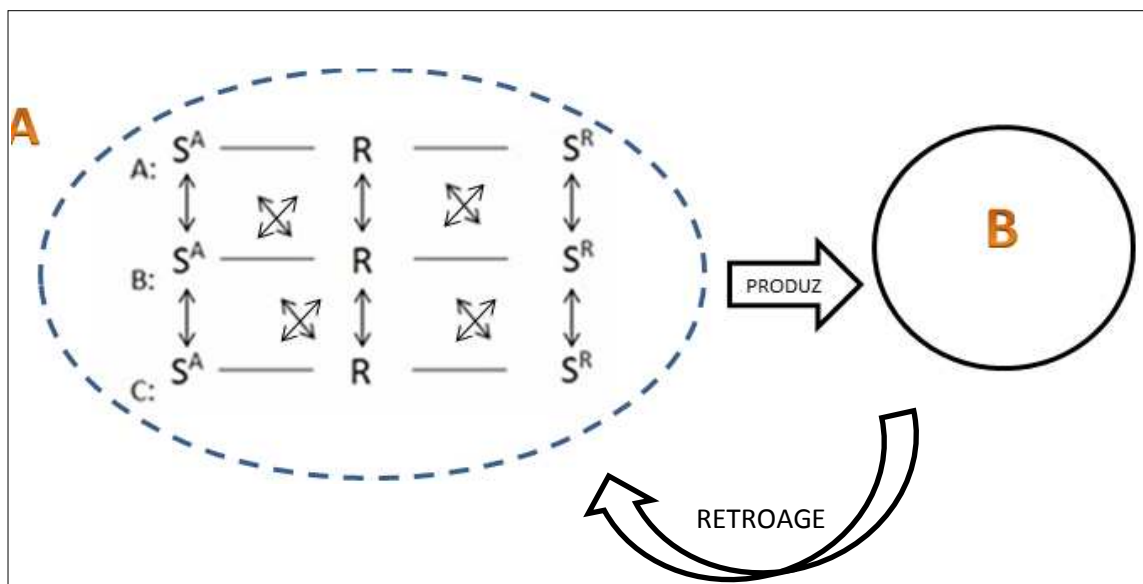 A
A: S^A R S^R
B: S^A R S^R
C: S^A R S^R
PRODUZ
B
RETROAGE